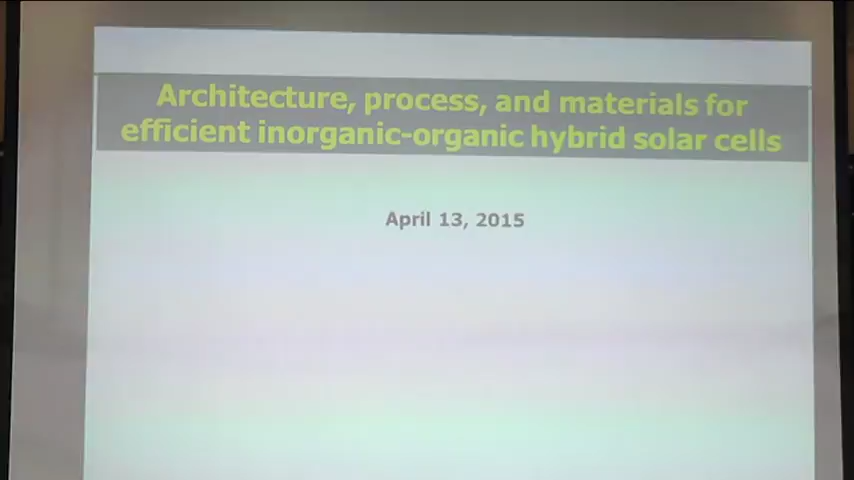 Architecture, process, and materials for
efficient inorganic-organic hybrid solar cells
April 13, 2015